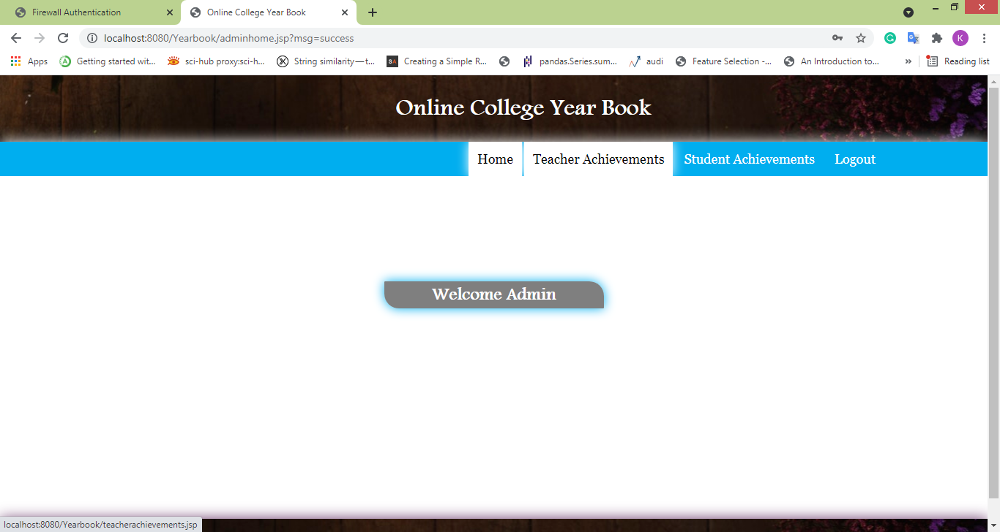 Firewall Authentication
Online College Year Book
localhost:8080/Yearbook/adminhome.jsp?msg=success
K
Apps
Getting started wit...
sci-hub proxy:sci-h...
String similarity — t...
SA
Creating a Simple R...
pandas.Series.sum...
audi
Feature Selection -...
An Introduction to...
»
Reading list
Online College Year Book
Home
Teacher Achievements
Student Achievements
Logout
Welcome Admin
localhost:8080/Yearbook/teacherachievements.jsp